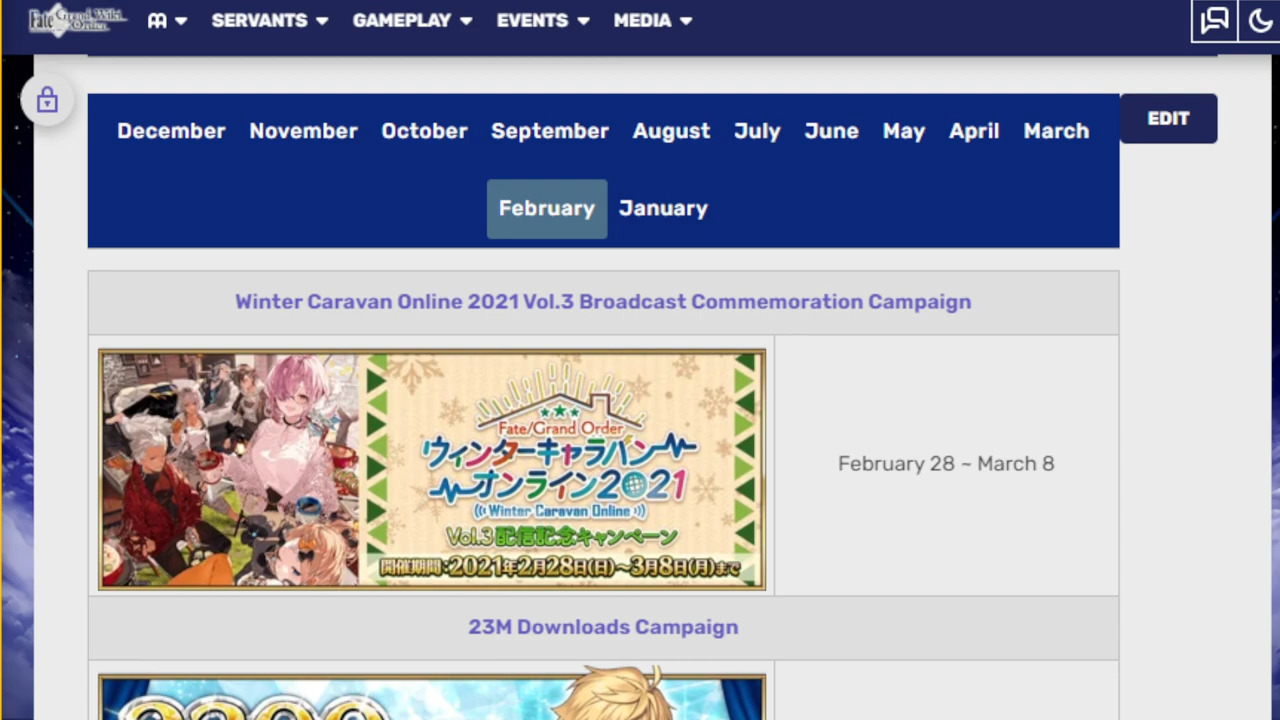 Fate Grand Wiki Order
SERVANTS GAMEPLAY EVENTS MEDIA
December November October September August July June May April March
EDIT
February January
Winter Caravan Online 2021 Vol.3 Broadcast Commemoration Campaign
Fate/Grand Order
ウィンターキャラバン
オンライン2021
((Winter Caravan Online))
Vol.3 配信記念キャンペーン
開催期間:2021年2月28日(日)~3月8日(月)まで
February 28 ~ March 8
23M Downloads Campaign